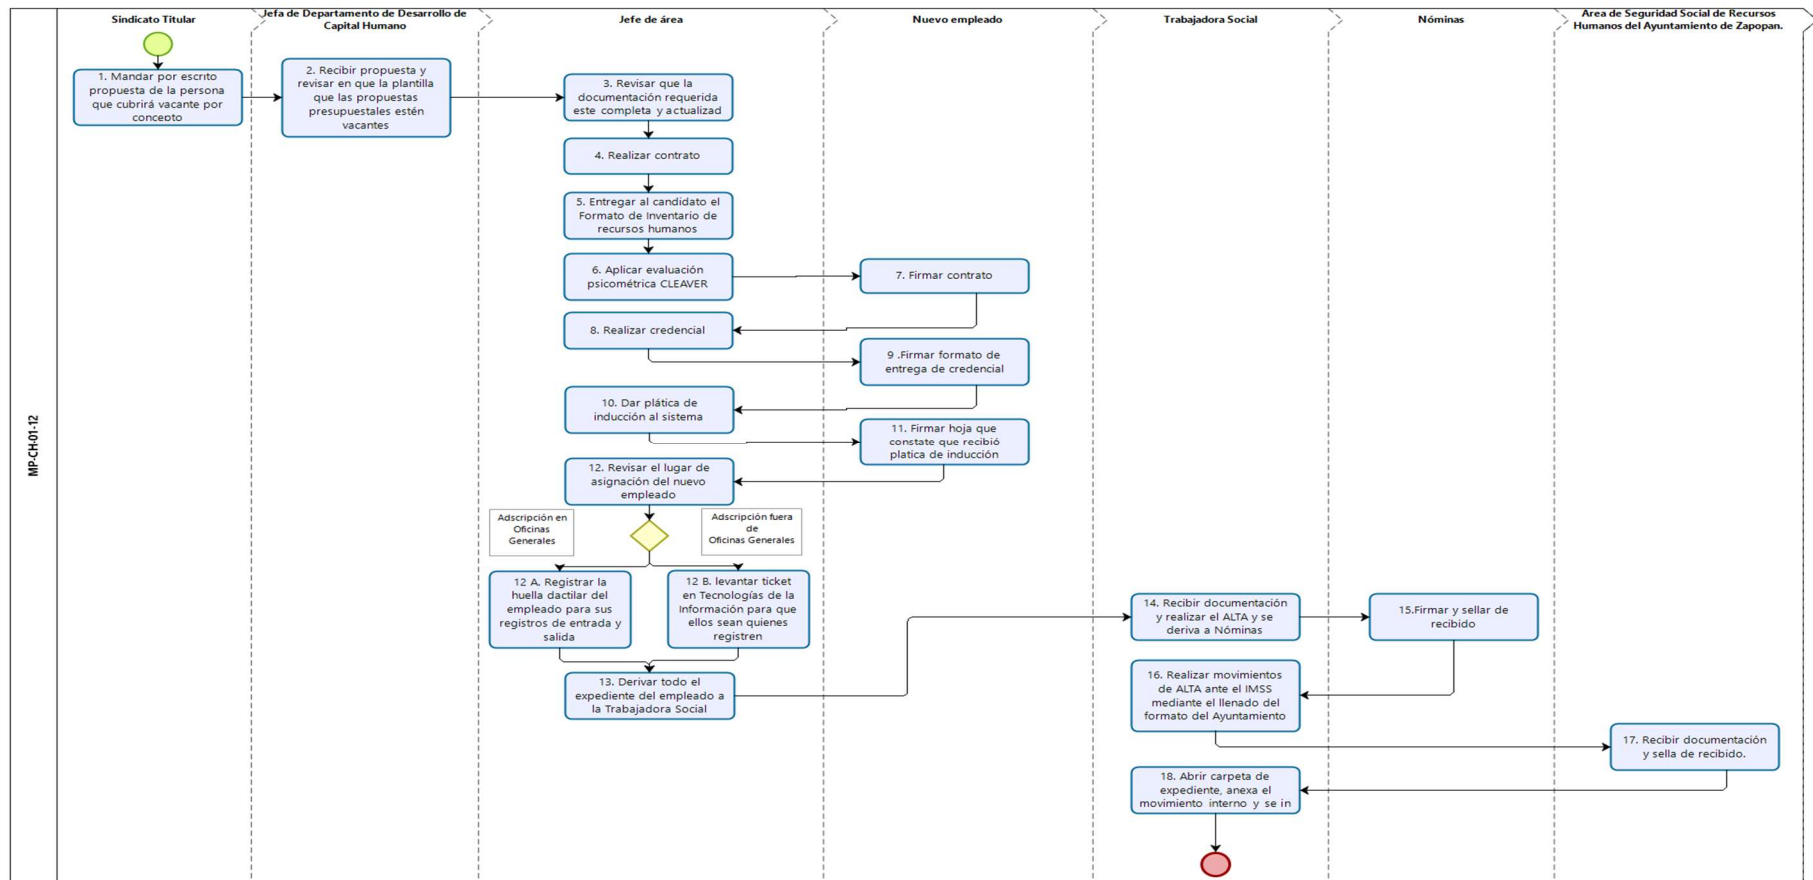 Sindicato Titular
Jefa de Departamento de Desarrollo de
Capital Humano
Jefe de área
Nuevo empleado
Trabajadora Social
Nóminas
Area de Seguridad Social de Recursos
Humanos del Ayuntamiento de Zapopan.
MP-CH-01-12
1. Mandar por escrito
propuesta de la persona
que cubrirá vacante por
concepto
2. Recibir propuesta y
revisar en que la plantilla
que las propuestas
presupuestales estén
vacantes
3. Revisar que la
documentación requerida
este completa y actualizad
4. Realizar contrato
5. Entregar al candidato el
Formato de Inventario de
recursos humanos
6. Aplicar evaluación
psicométrica CLEAVER
7. Firmar contrato
8. Realizar credencial
9 .Firmar formato de
entrega de credencial
10. Dar plática de
inducción al sistema
11. Firmar hoja que
constate que recibió
platica de inducción
12. Revisar el lugar de
asignación del nuevo
empleado
Adscripción en
Oficinas
Generales
Adscripción fuera
de
Oficinas Generales
12 A. Registrar la
huella dactilar del
empleado para sus
registros de entrada y
salida
12 B. levantar ticket
en Tecnologías de la
Información para que
ellos sean quienes
registren
13. Derivar todo el
expediente del empleado a
la Trabajadora Social
14. Recibir documentación
y realizar el ALTA y se
deriva a Nóminas
15.Firmar y sellar de
recibido
16. Realizar movimientos
de ALTA ante el IMSS
mediante el llenado del
formato del Ayuntamiento
17. Recibir documentación
y sella de recibido.
18. Abrir carpeta de
expediente, anexa el
movimiento interno y se in